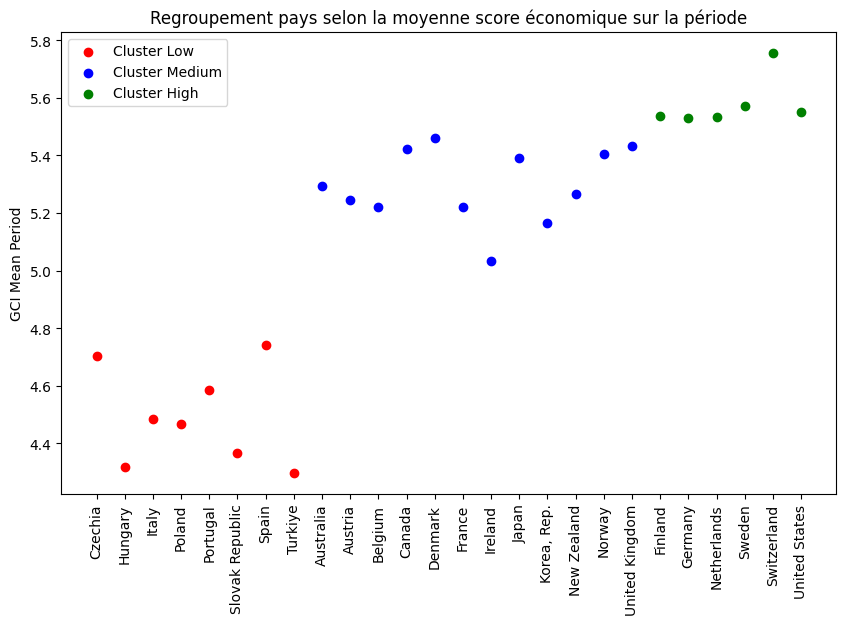 Regroupement pays selon la moyenne score économique sur la période
Cluster Low
Cluster Medium
Cluster High
GCI Mean Period
5.8
5.6
5.4
5.2
5.0
4.8
4.6
4.4
Czechia
Hungary
Italy
Poland
Portugal
Slovak Republic
Spain
Turkiye
Australia
Austria
Belgium
Canada
Denmark
France
Ireland
Japan
Korea, Rep.
New Zealand
Norway
United Kingdom
Finland
Germany
Netherlands
Sweden
Switzerland
United States